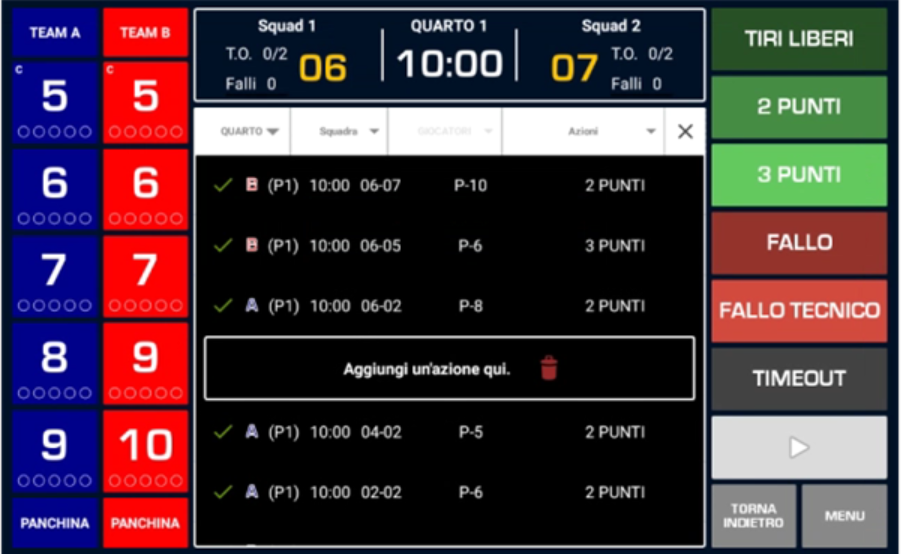 TEAM A
TEAM B
C
5
C
5
6
6
7
7
8
9
9
10
PANCHINA
PANCHINA
Squad 1
T.O. 0/2
Falli 0
06
QUARTO 1
10:00
Squad 2
07
T.O. 0/2
Falli 0
QUARTO Squadra GIOCATORI Azioni
B (P1) 10:00 06-07 P-10 2 PUNTI
B (P1) 10:00 06-05 P-6 3 PUNTI
A (P1) 10:00 06-02 P-8 2 PUNTI
Aggiungi un'azione qui.
A (P1) 10:00 04-02 P-5 2 PUNTI
A (P1) 10:00 02-02 P-6 2 PUNTI
TIRI LIBERI
2 PUNTI
3 PUNTI
FALLO
FALLO TECNICO
TIMEOUT
TORNA
INDIETRO
MENU